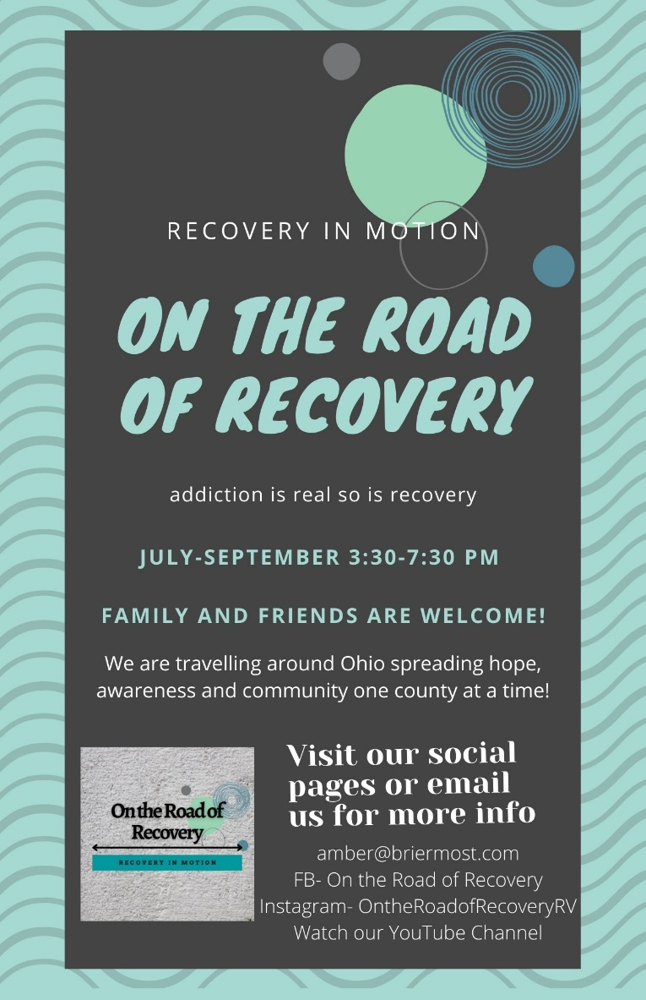 RECOVERY IN MOTION
ON THE ROAD
OF RECOVERY
addiction is real so is recovery
JULY-SEPTEMBER 3:30-7:30 PM
FAMILY AND FRIENDS ARE WELCOME!
We are travelling around Ohio spreading hope,
awareness and community one county at a time!
On the Road of
Recovery
RECOVERY IN MOTION
Visit our social
pages or email
us for more info
amber@briermost.com
FB- On the Road of Recovery
Instagram- OntheRoadofRecoveryRV
Watch our YouTube Channel